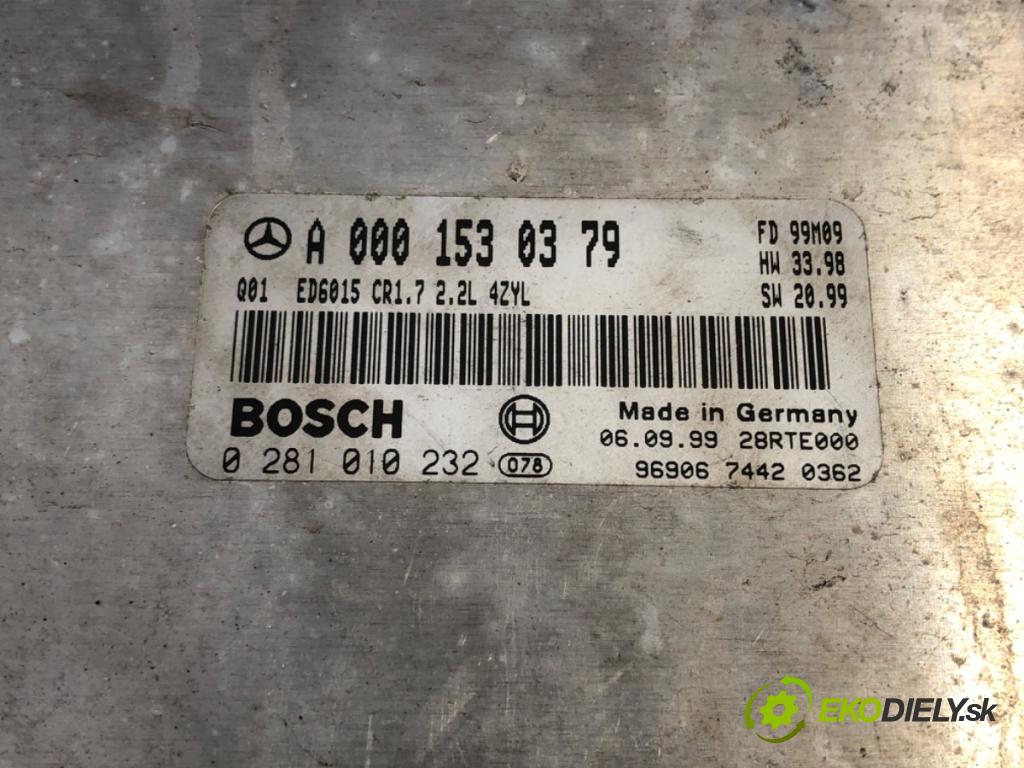 A 000 153 03 79
FD 99M09
HW 33.98
Q01 ED6015 CR1.7 2.2L 4ZYL
SW 20.99
BOSCH
Made in Germany
06.09.99 28RTE000
0 281 010 232 078
96906 7442 0362
EKODIELY.sk